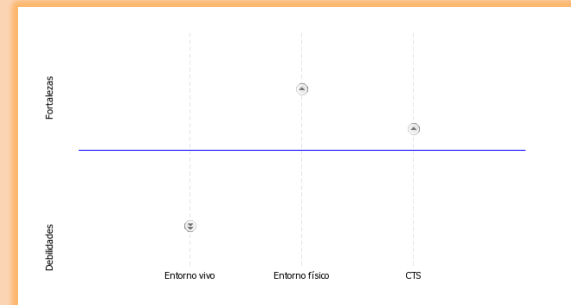 Fortalezas
Debilidades
Entorno vivo
Entorno físico
CTS